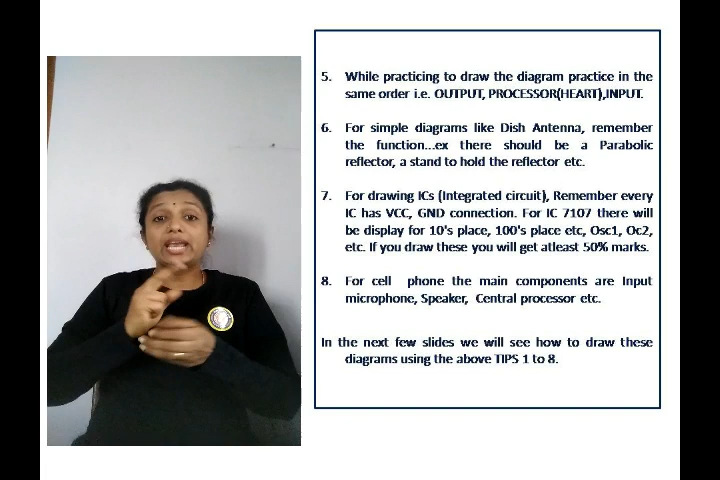 5. While practicing to draw the diagram practice in the
same order i.e. OUTPUT, PROCESSOR(HEART),INPUT.
6. For simple diagrams like Dish Antenna, remember
the function...ex there should be a Parabolic
reflector, a stand to hold the reflector etc.
7. For drawing ICs (Integrated circuit), Remember every
IC has VCC, GND connection. For IC 7107 there will
be display for 10's place, 100's place etc, Osc1, Oc2,
etc. If you draw these you will get atleast 50% marks.
8. For cell phone the main components are Input
microphone, Speaker, Central processor etc.
In the next few slides we will see how to draw these
diagrams using the above TIPS 1 to 8.